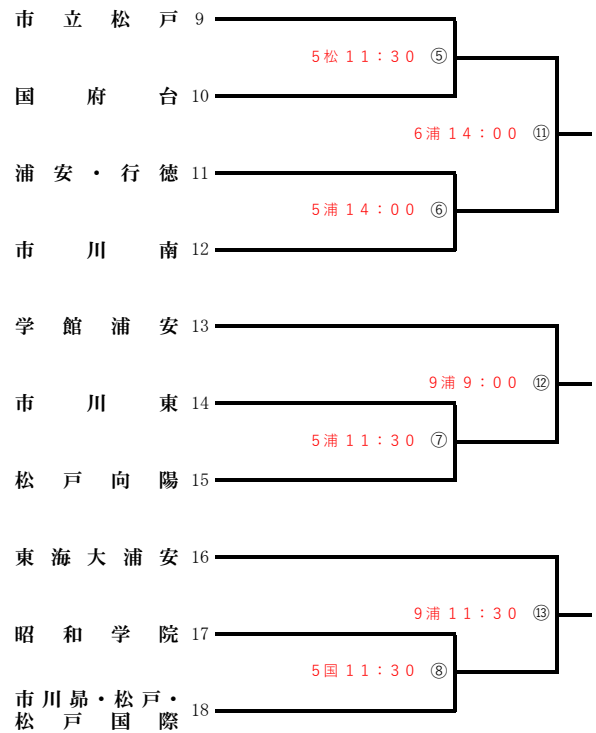 市立松戸 9
5松 11：30 ⑤
国府台 10
6浦 14：00 ⑪
浦安・行徳 11
5浦 14：00 ⑥
市川南 12
学館浦安 13
9浦 9：00 ⑫
市川東 14
5浦 11：30 ⑦
松戸向陽 15
東海大浦安 16
9浦 11：30 ⑬
昭和学院 17
5国 11：30 ⑧
市川昴・松戸・
松戸国際 18